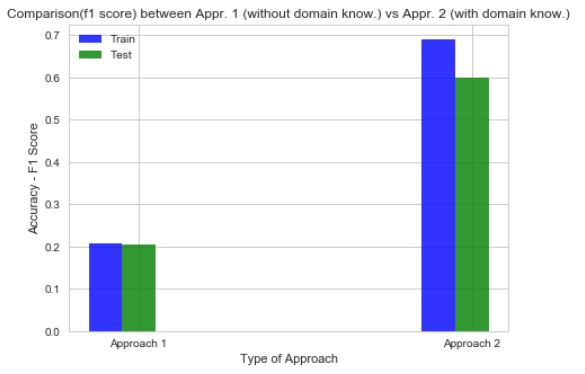 Comparison(f1 score) between Appr. 1 (without domain know.) vs Appr. 2 (with domain know.)
0.7
Train
Test
0.6
0.5
0.4
0.3
0.2
0.1
0.0
Accuracy - F1 Score
Approach 1
Approach 2
Type of Approach